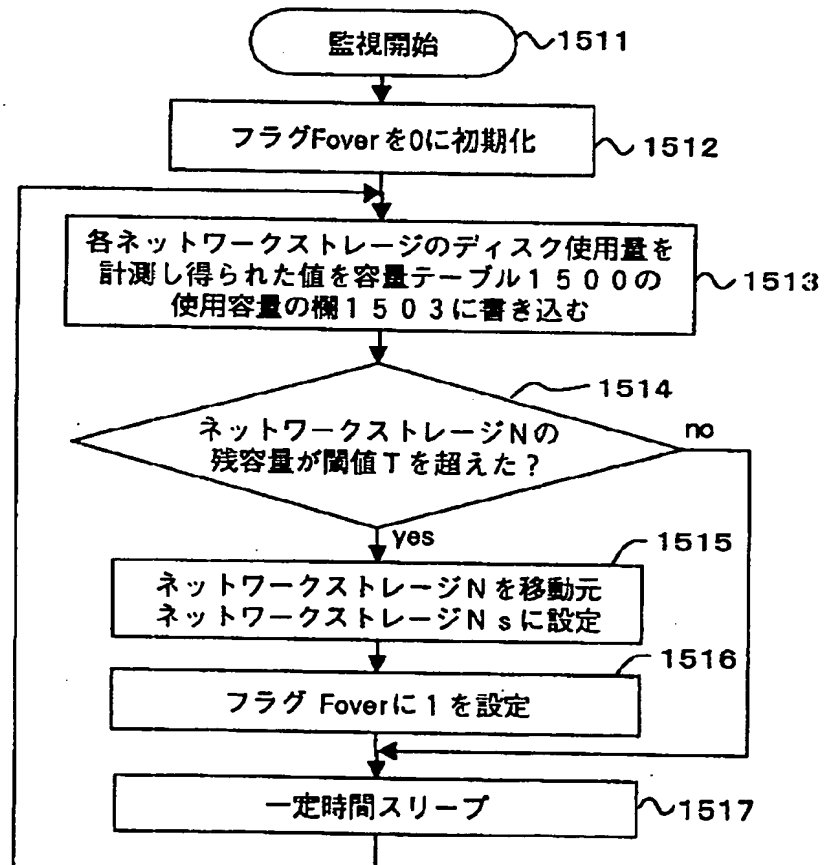 監視開始
1511
フラグFoverを0に初期化
1512
各ネットワークストレージのディスク使用量を
計測し得られた値を容量テーブル1500の
使用容量の欄1503に書き込む
1513
1514
ネットワークストレージNの
残容量が閾値Tを超えた?
no
yes
1515
ネットワークストレージNを移動元
ネットワークストレージNsに設定
1516
フラグ Foverに1を設定
一定時間スリープ
1517